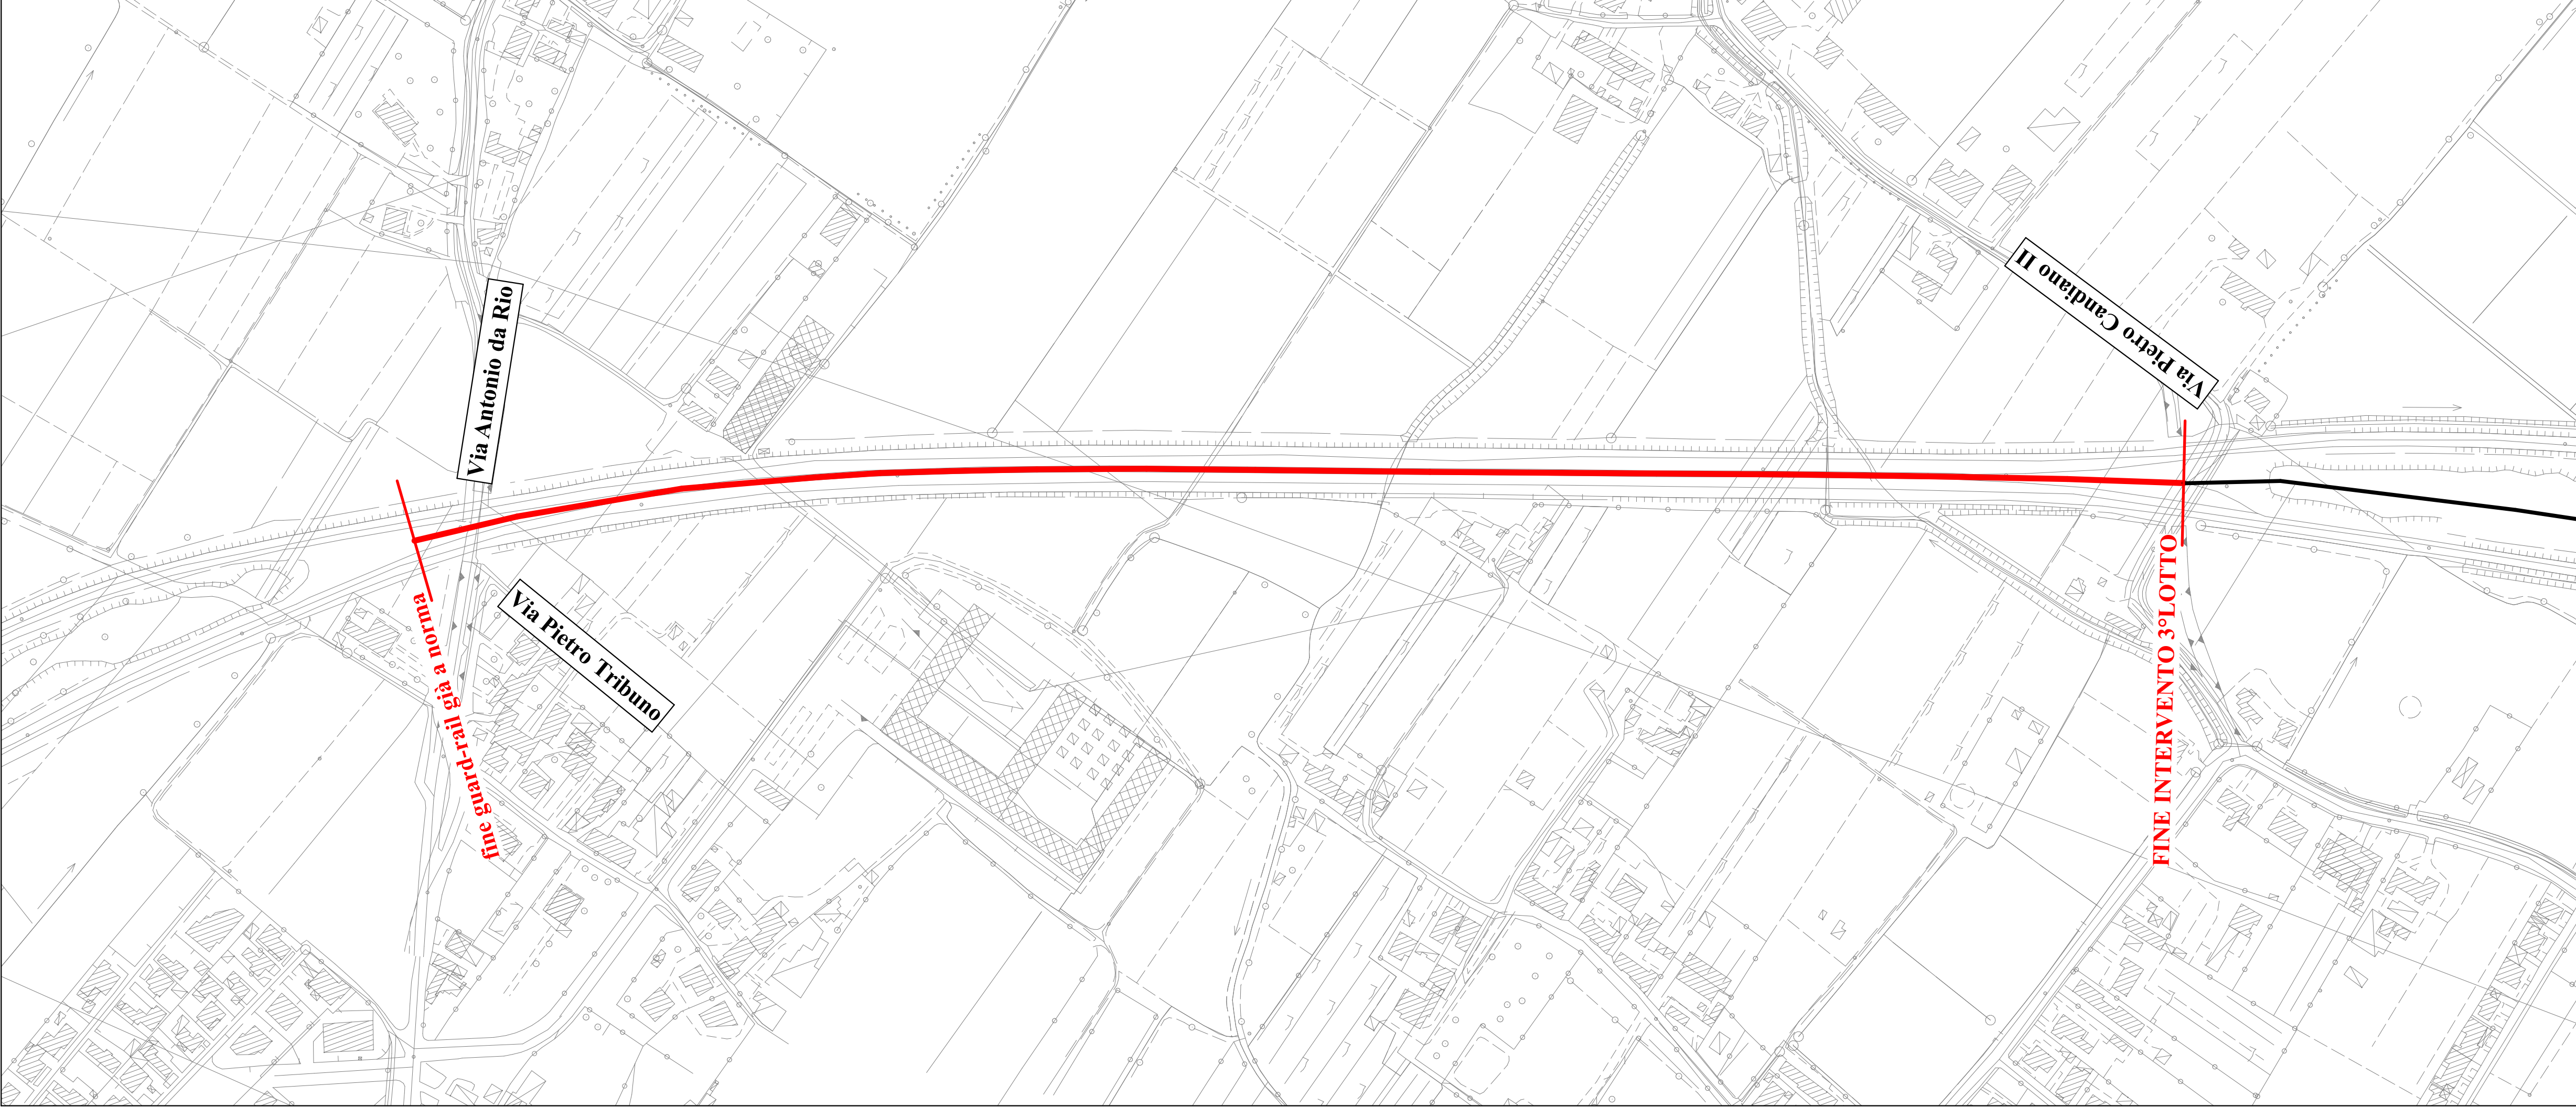 Via Antonio da Rio
Via Pietro Candiano II
Via Pietro Tribuno
fine guard-rail già a norma
FINE INTERVENTO 3°LOTTO